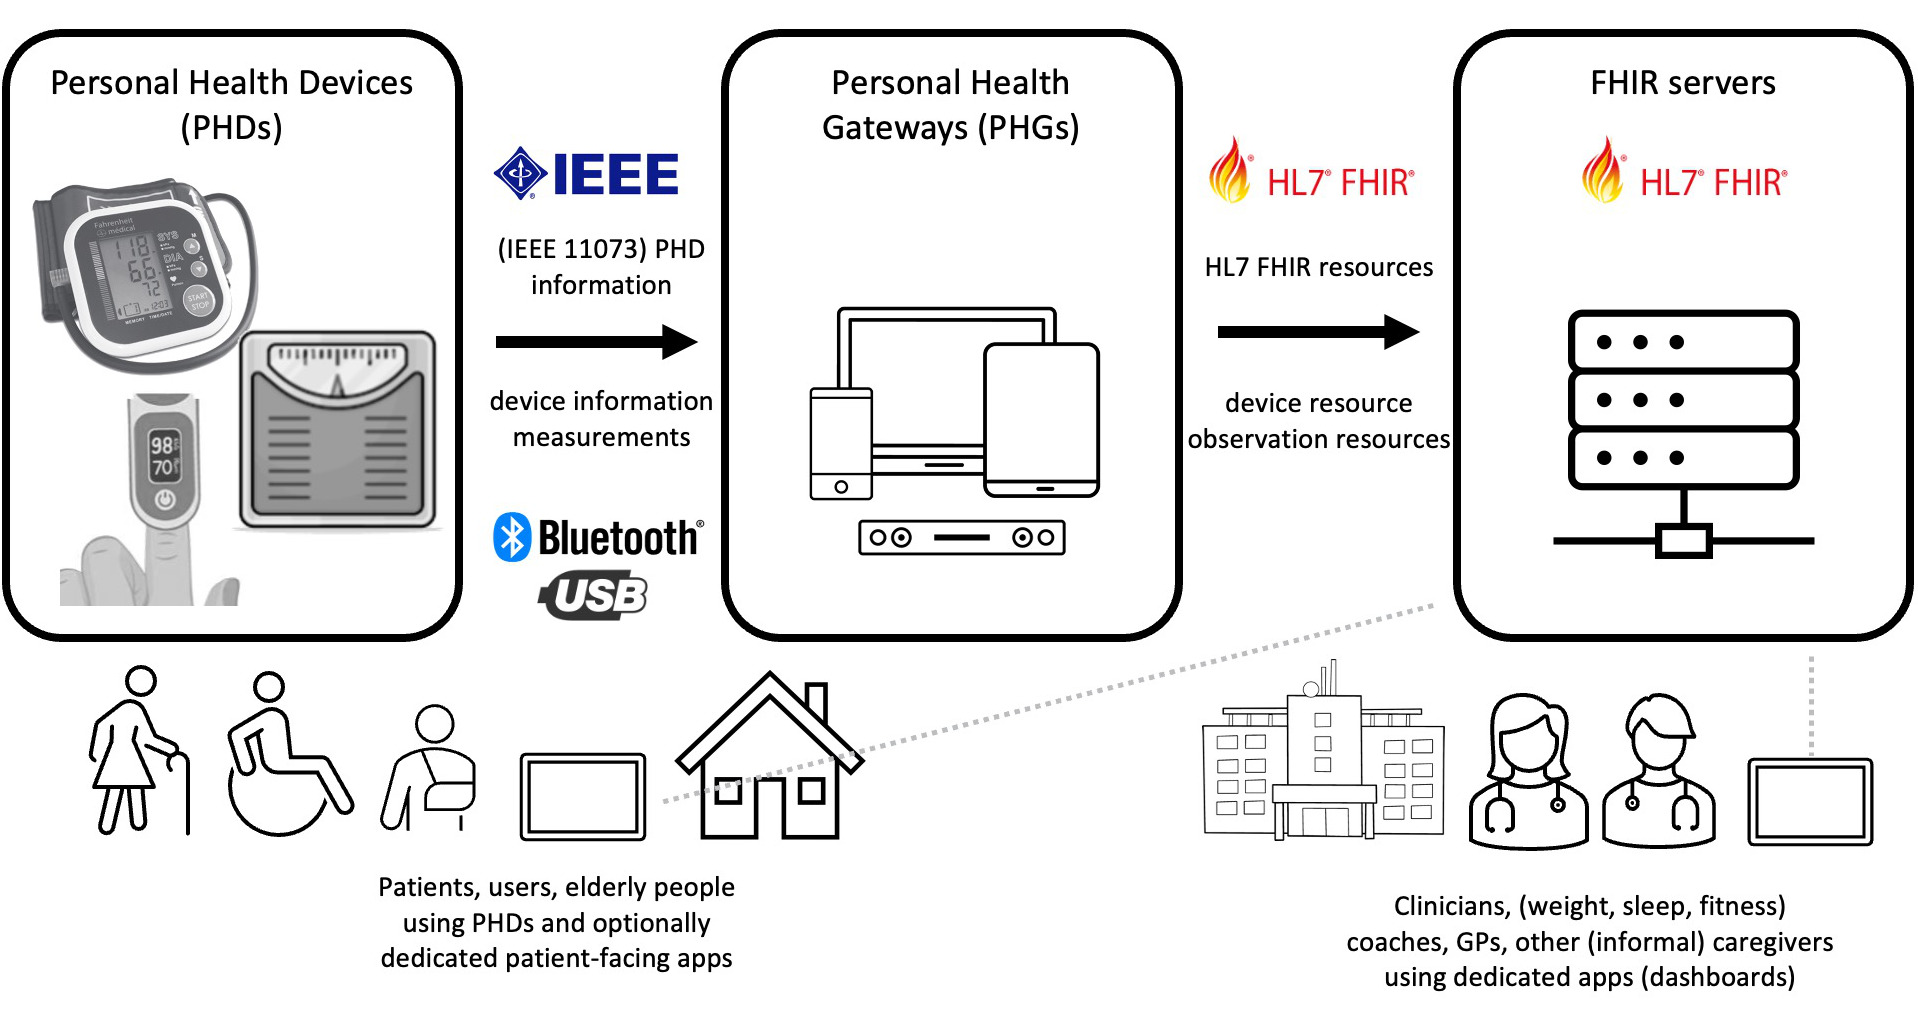 Personal Health Devices
(PHDs)
Fahrenheit
medical
SYS
118
DIA
66
72
M
S
START
STOP
12:03
MEMORY TIME/DATE
98
70
IEEE
(IEEE 11073) PHD
information
device information
measurements
Bluetooth®
USB
Personal Health
Gateways (PHGs)
HL7® FHIR®
HL7 FHIR resources
device resource
observation resources
FHIR servers
HL7® FHIR®
Patients, users, elderly people
using PHDs and optionally
dedicated patient-facing apps
Clinicians, (weight, sleep, fitness)
coaches, GPs, other (informal) caregivers
using dedicated apps (dashboards)